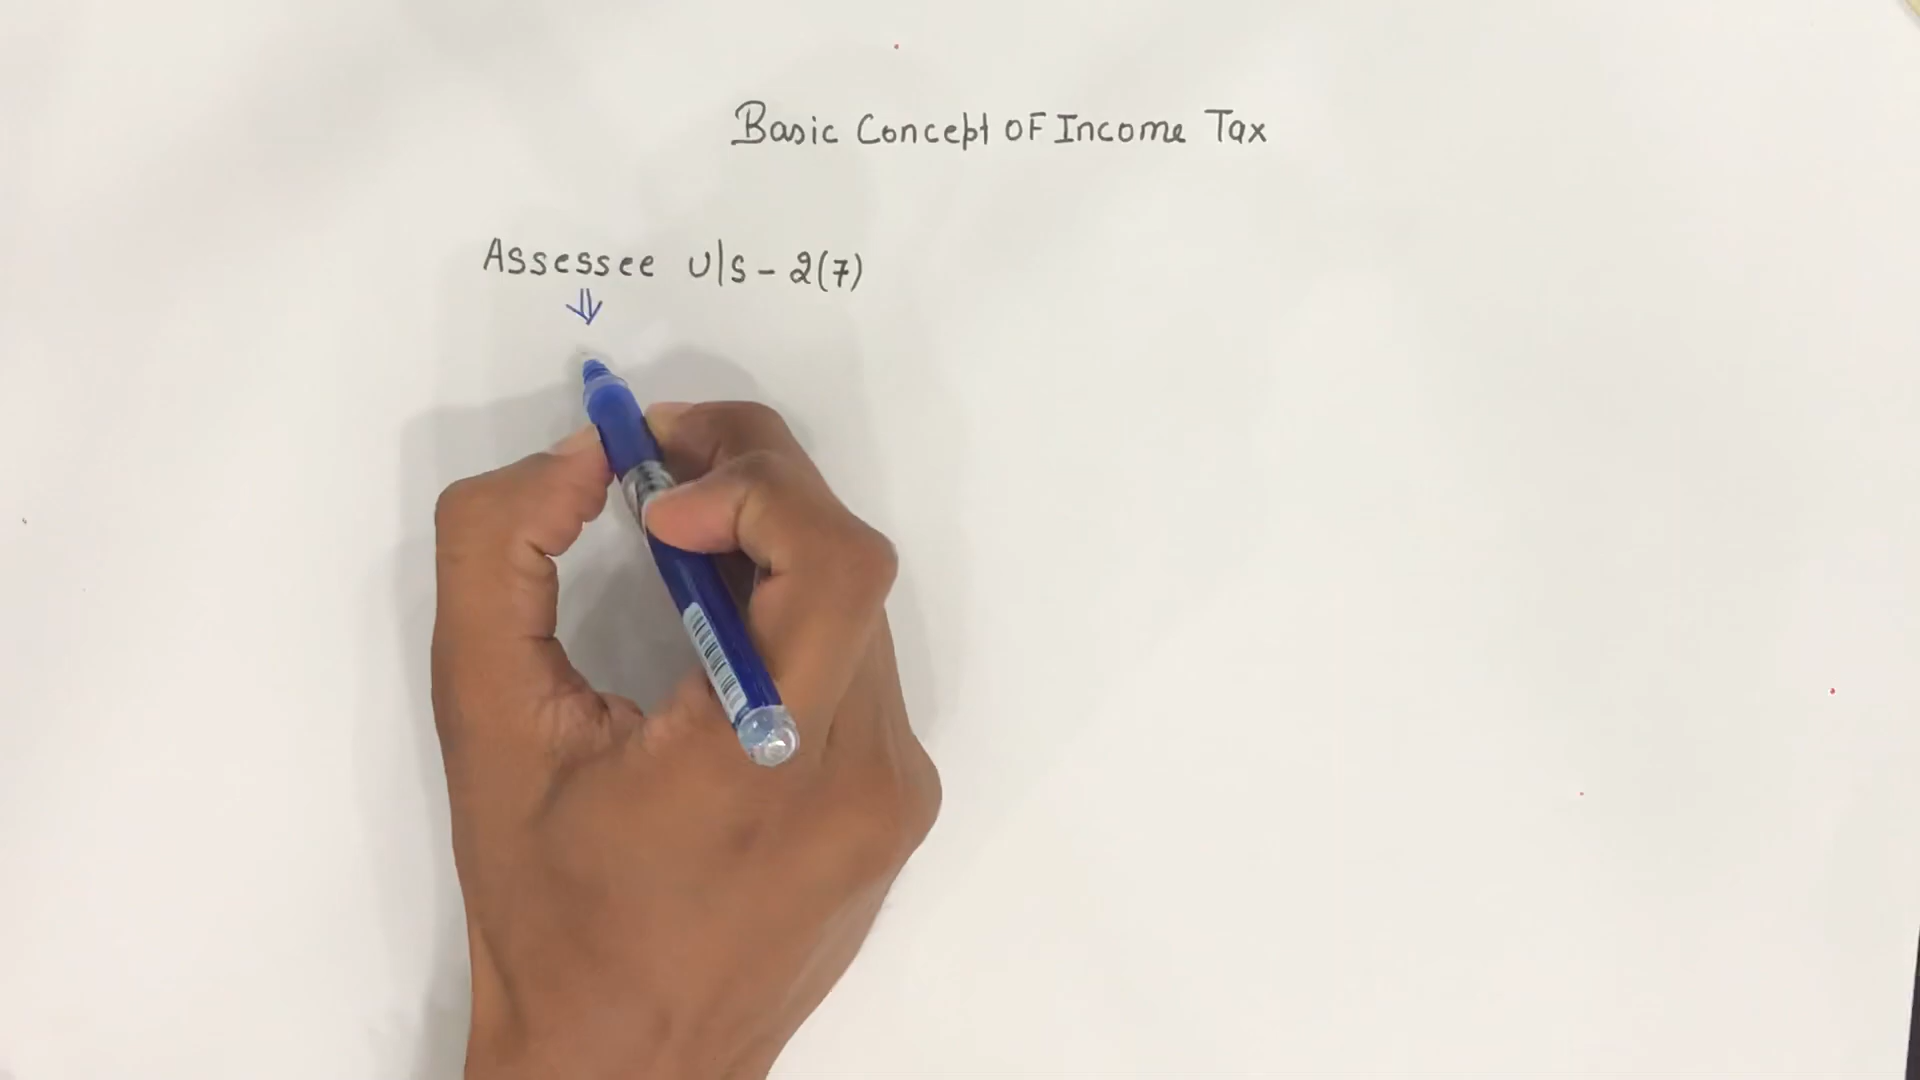 Basic Concept OF Income Tax
Assessee U/S - 2(7)